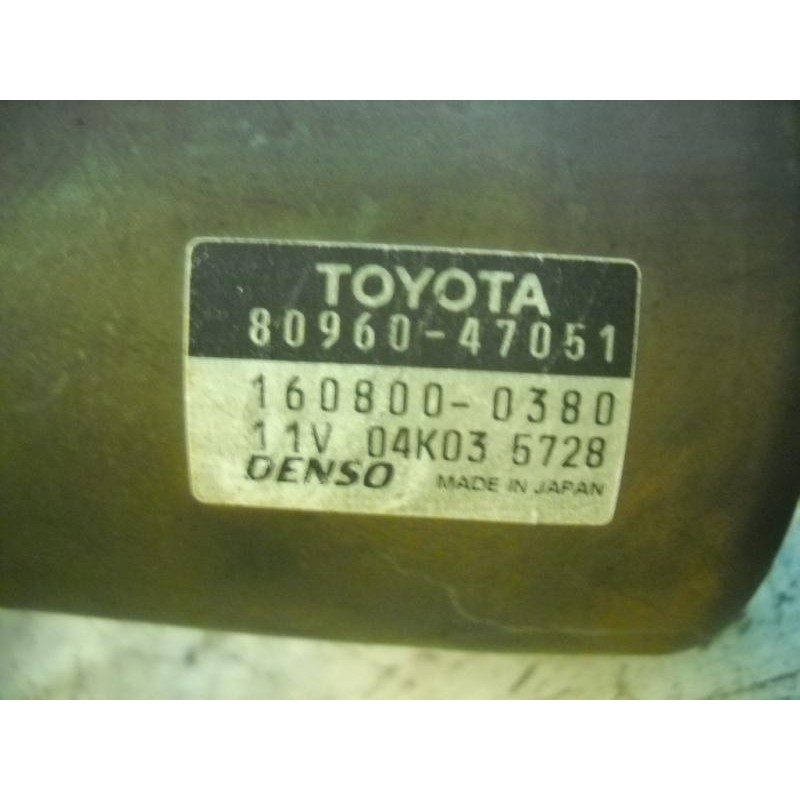 TOYOTA
80960-47051
160800-0380
11V 04K03 5728
DENSO MADE IN JAPAN